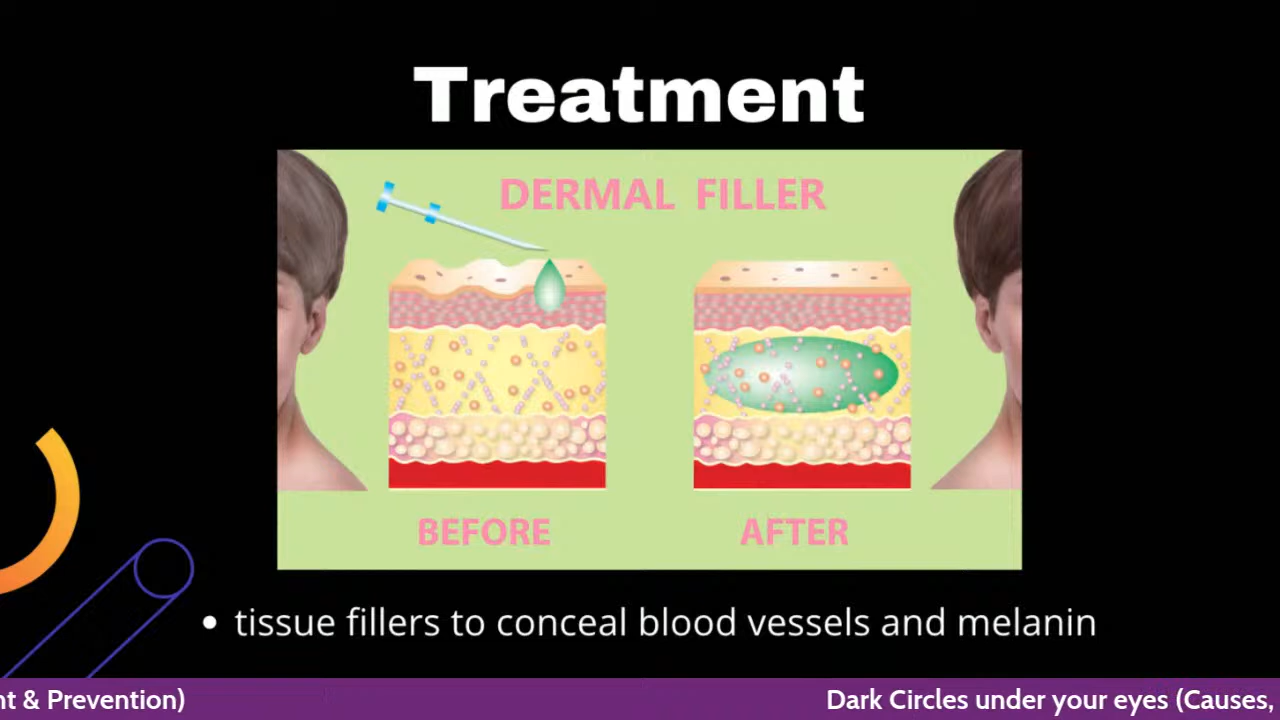 Treatment
DERMAL FILLER
BEFORE
AFTER
• tissue fillers to conceal blood vessels and melanin
nt & Prevention)
Dark Circles under your eyes (Causes,